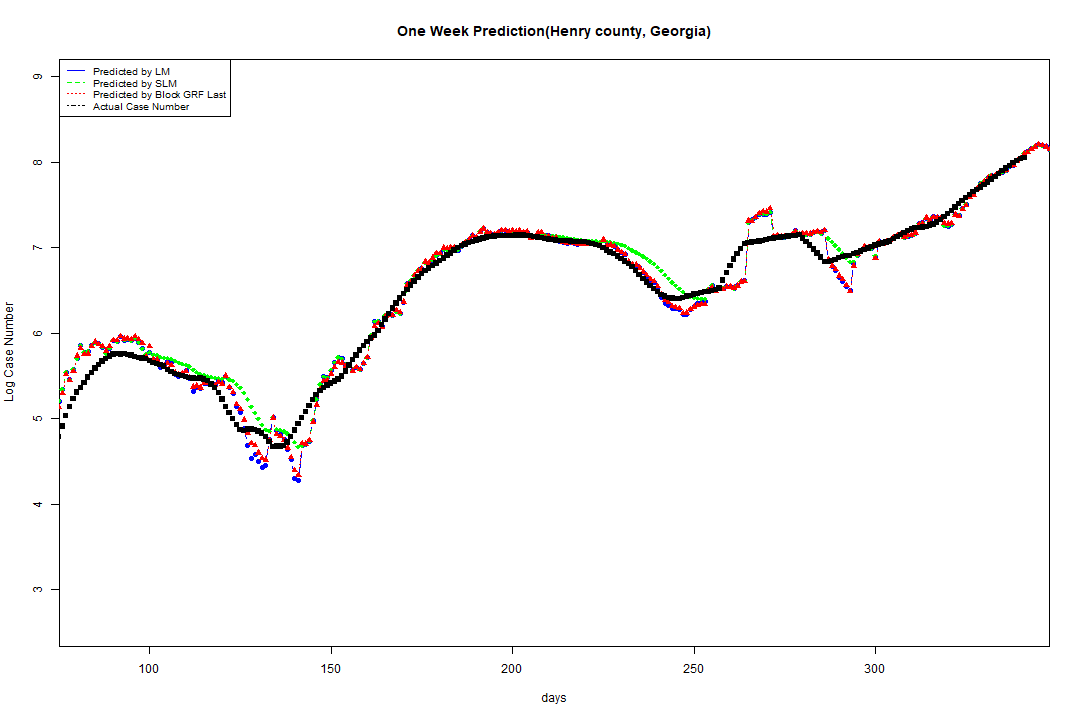 One Week Prediction(Henry county, Georgia)
Predicted by LM
Predicted by SLM
Predicted by Block GRF Last
Actual Case Number
Log Case Number
9
8
7
6
5
4
3
100 150 200 250 300
days